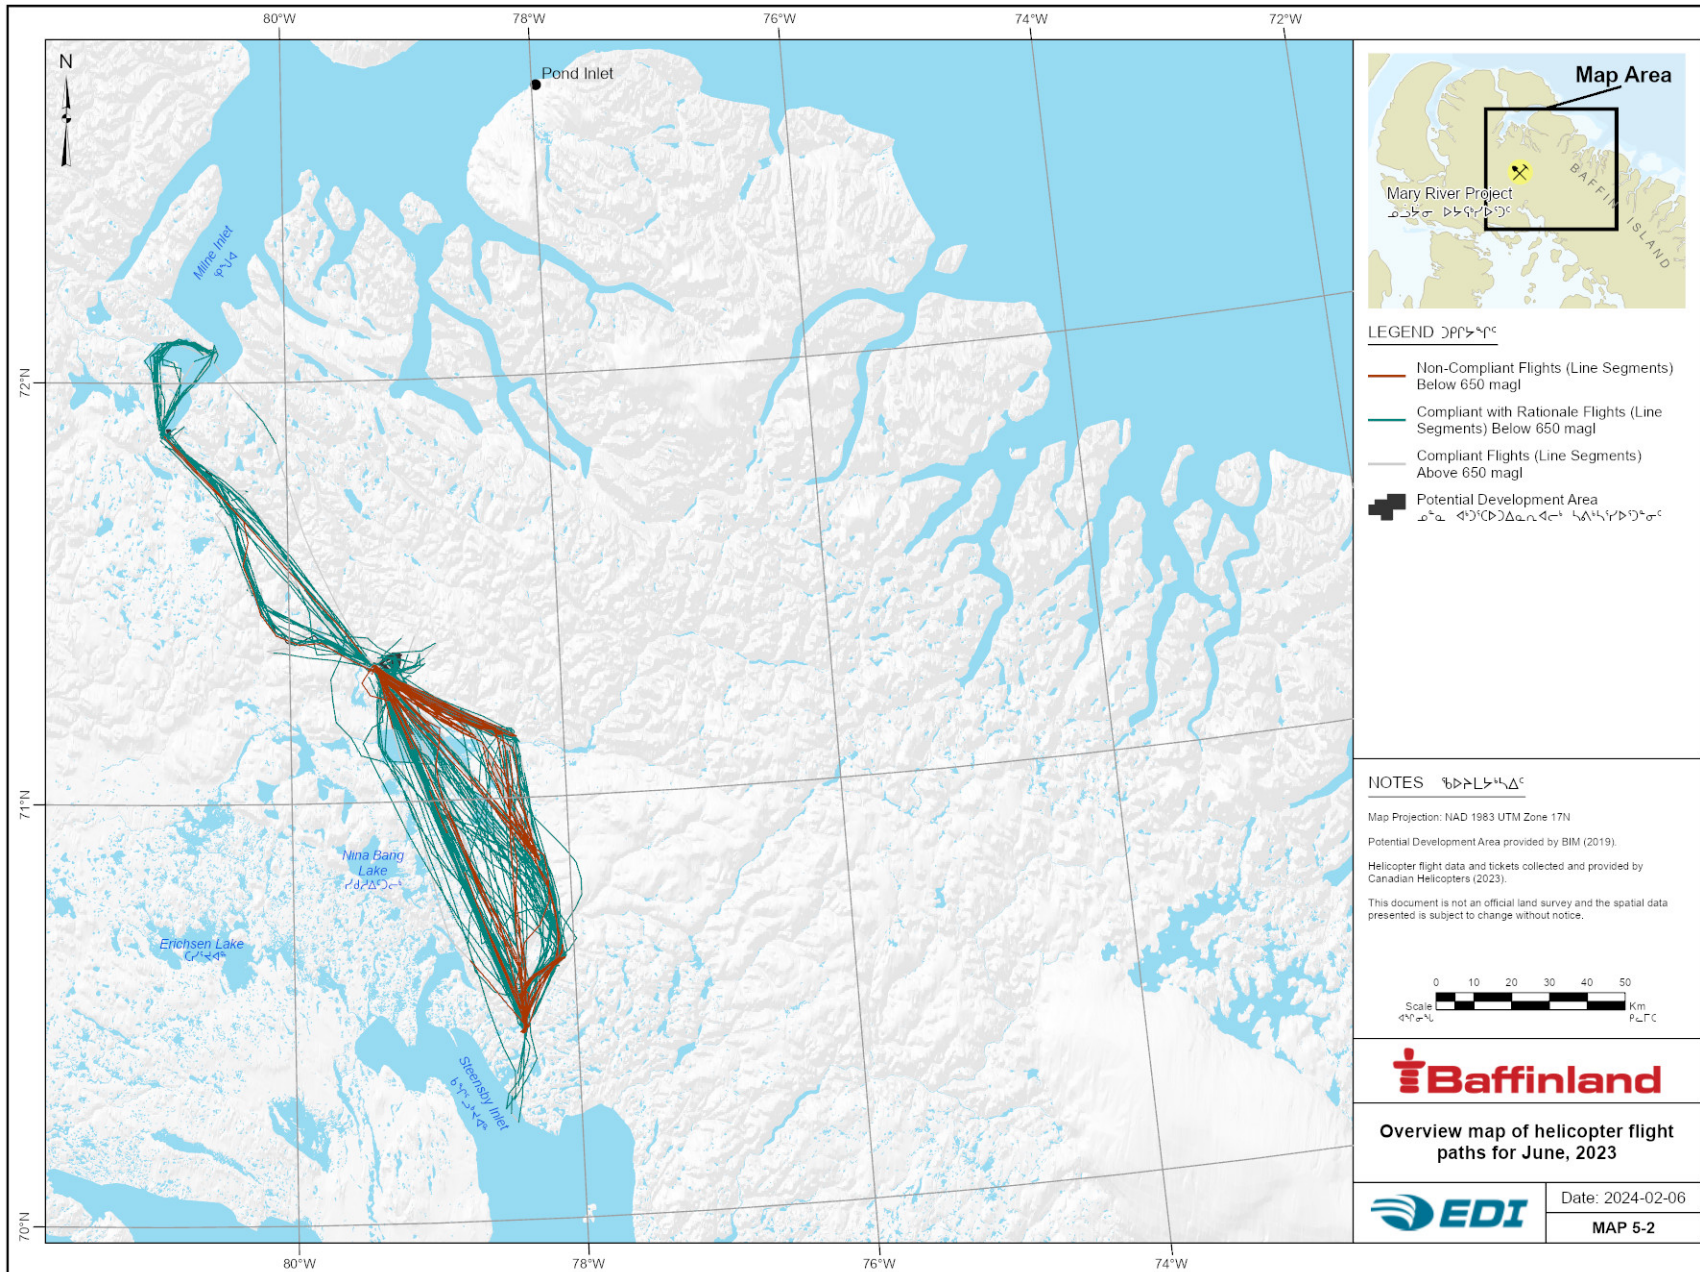 80°W
78°W
76°W
74°W
72°W
N
Pond Inlet
Milne Inlet
72°N
71°N
Nina Bang
Lake
Erichsen Lake
Steensby Inlet
70°N
80°W
78°W
76°W
74°W
Map Area
Mary River Project
BAFFIN ISLAND
LEGEND
Non-Compliant Flights (Line Segments)
Below 650 magl
Compliant with Rationale Flights (Line
Segments) Below 650 magl
Compliant Flights (Line Segments)
Above 650 magl
Potential Development Area
NOTES
Map Projection: NAD 1983 UTM Zone 17N
Potential Development Area provided by BIM (2019).
Helicopter flight data and tickets collected and provided by
Canadian Helicopters (2023).
This document is not an official land survey and the spatial data
presented is subject to change without notice.
0 10 20 30 40 50
Scale Km
Baffinland
Overview map of helicopter flight
paths for June, 2023
EDI
Date: 2024-02-06
MAP 5-2